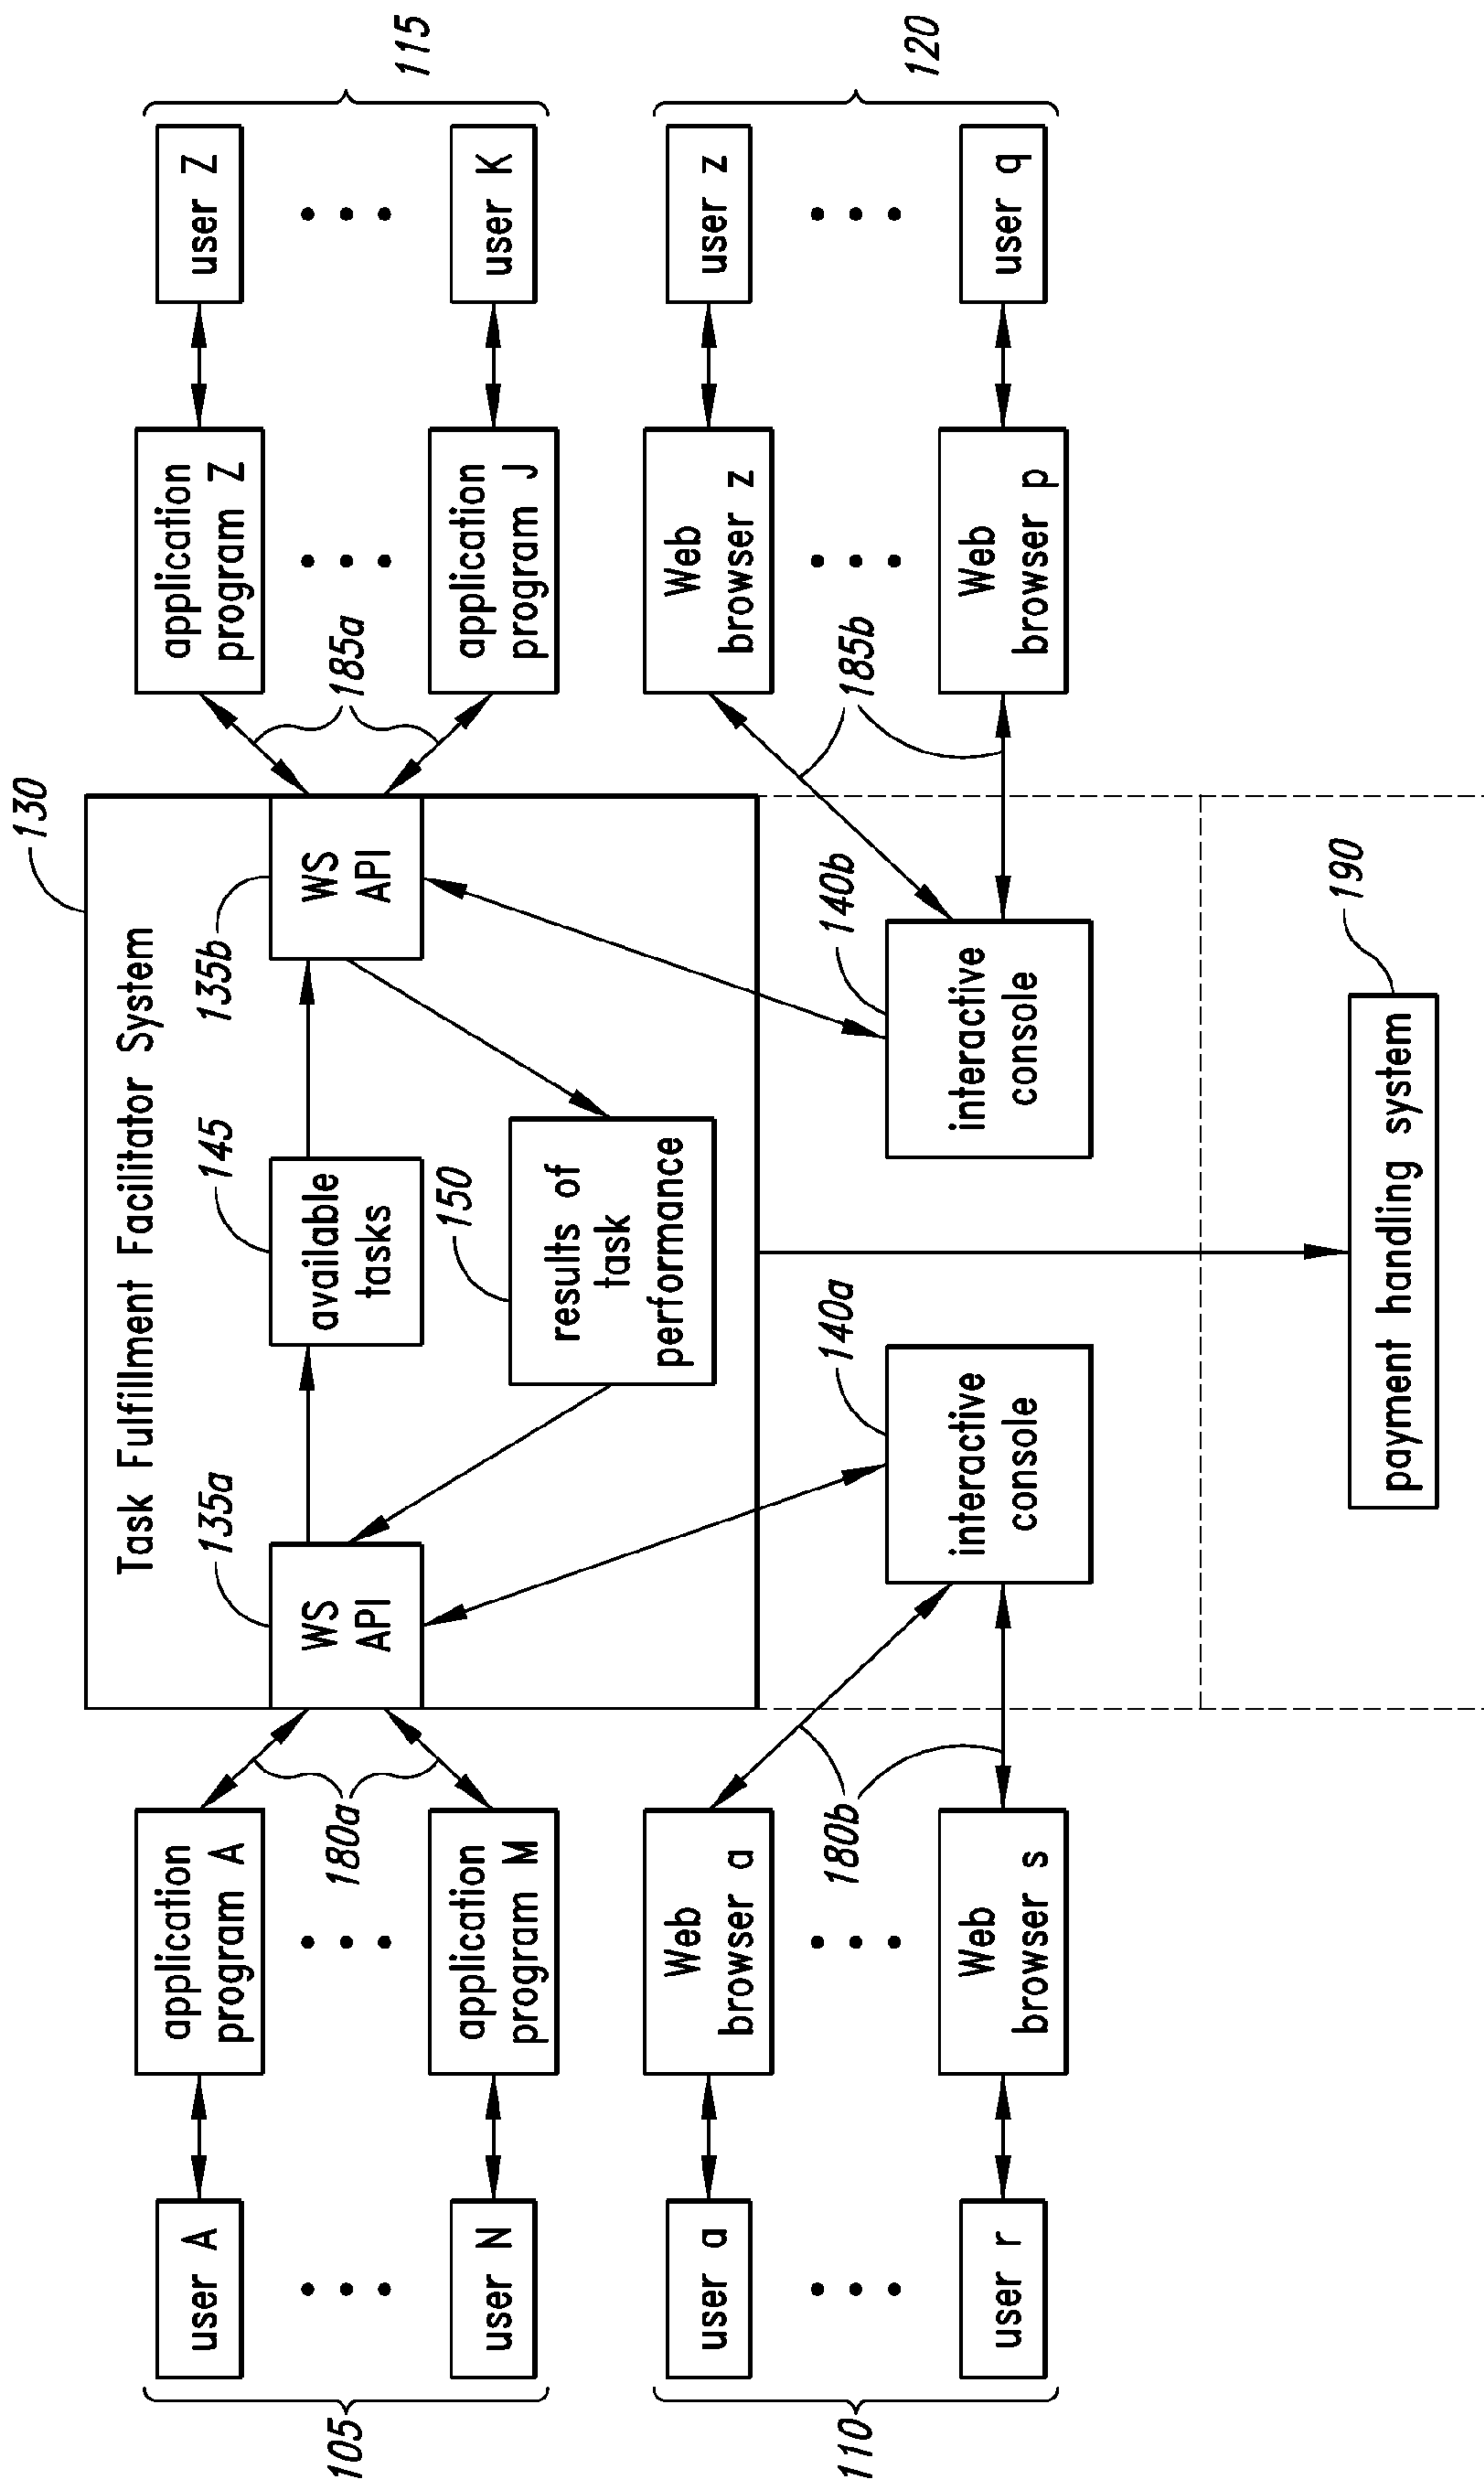 Task Fulfillment Facilitator System
130
105
user A
user N
application
program A
application
program M
180a
WS
API
135a
available
tasks
145
results of
task
performance
150
WS
API
135b
185a
application
program Z
application
program J
user Z
user K
115
110
user a
user r
Web
browser a
Web
browser s
180b
interactive
console
140a
interactive
console
140b
185b
Web
browser z
Web
browser p
user z
user q
120
payment handling system
190